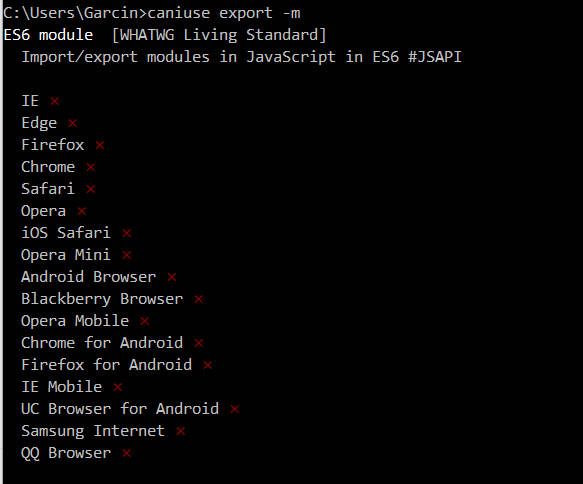 C:\Users\Garcin>caniuse export -m
ES6 module [WHATWG Living Standard]
Import/export modules in JavaScript in ES6 #JSAPI
IE ×
Edge ×
Firefox ×
Chrome ×
Safari ×
Opera ×
iOS Safari ×
Opera Mini ×
Android Browser ×
Blackberry Browser ×
Opera Mobile ×
Chrome for Android ×
Firefox for Android ×
IE Mobile ×
UC Browser for Android ×
Samsung Internet ×
QQ Browser ×